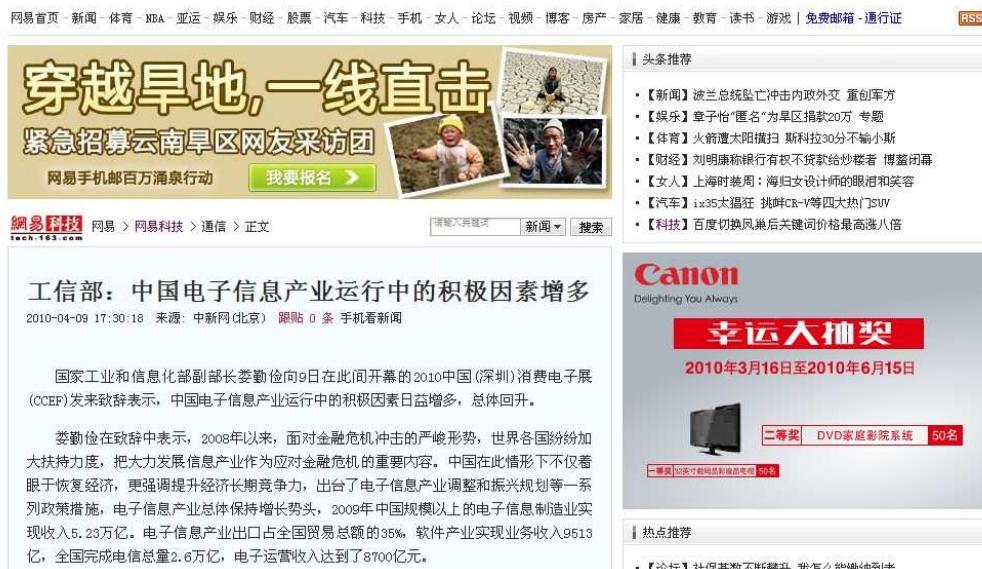 网易首页 - 新闻 - 体育 - NBA - 亚运 - 娱乐 - 财经 - 股票 - 汽车 - 科技 - 手机 - 女人 - 论坛 - 视频 - 博客 - 房产 - 家居 - 健康 - 教育 - 读书 - 游戏 | 免费邮箱 - 通行证
RSS
穿越旱地,一线直击
紧急招募云南旱区网友采访团
网易手机邮百万涌泉行动 我要报名
網易科技 网易 > 网易科技 > 通信 > 正文
tech.163.com
请输入关键词 新闻 搜索
工信部：中国电子信息产业运行中的积极因素增多
2010-04-09 17:30:18 来源: 中新网(北京) 跟贴 0 条 手机看新闻
国家工业和信息化部副部长娄勤俭向9日在此间开幕的2010中国(深圳)消费电子展
(CCEF)发来致辞表示，中国电子信息产业运行中的积极因素日益增多，总体回升。
娄勤俭在致辞中表示，2008年以来，面对金融危机冲击的严峻形势，世界各国纷纷加
大扶持力度，把大力发展信息产业作为应对金融危机的重要内容。中国在此情形下不仅着
眼于恢复经济，更强调提升经济长期竞争力，出台了电子信息产业调整和振兴规划等一系
列政策措施，电子信息产业总体保持增长势头，2009年中国规模以上的电子信息制造业实
现收入5.23万亿。电子信息产业出口占全国贸易总额的35%，软件产业实现业务收入9513
亿，全国完成电信总量2.6万亿，电子运营收入达到了8700亿元。
头条推荐
【新闻】波兰总统坠亡冲击内政外交 重创军方
【娱乐】章子怡"匿名"为旱区捐款20万 专题
【体育】火箭遭太阳横扫 斯科拉30分不输小斯
【财经】刘明康称银行有权不贷款给炒楼者 博鳌闭幕
【女人】上海时装周：海归女设计师的眼泪和笑容
【汽车】ix35太猖狂 挑衅CR-V等四大热门SUV
【科技】百度切换凤巢后关键词价格最高涨八倍
Canon
Delighting You Always
幸运大抽奖
2010年3月16日至2010年6月15日
二等奖 DVD家庭影院系统 50名
一等奖 32英寸 50名
热点推荐